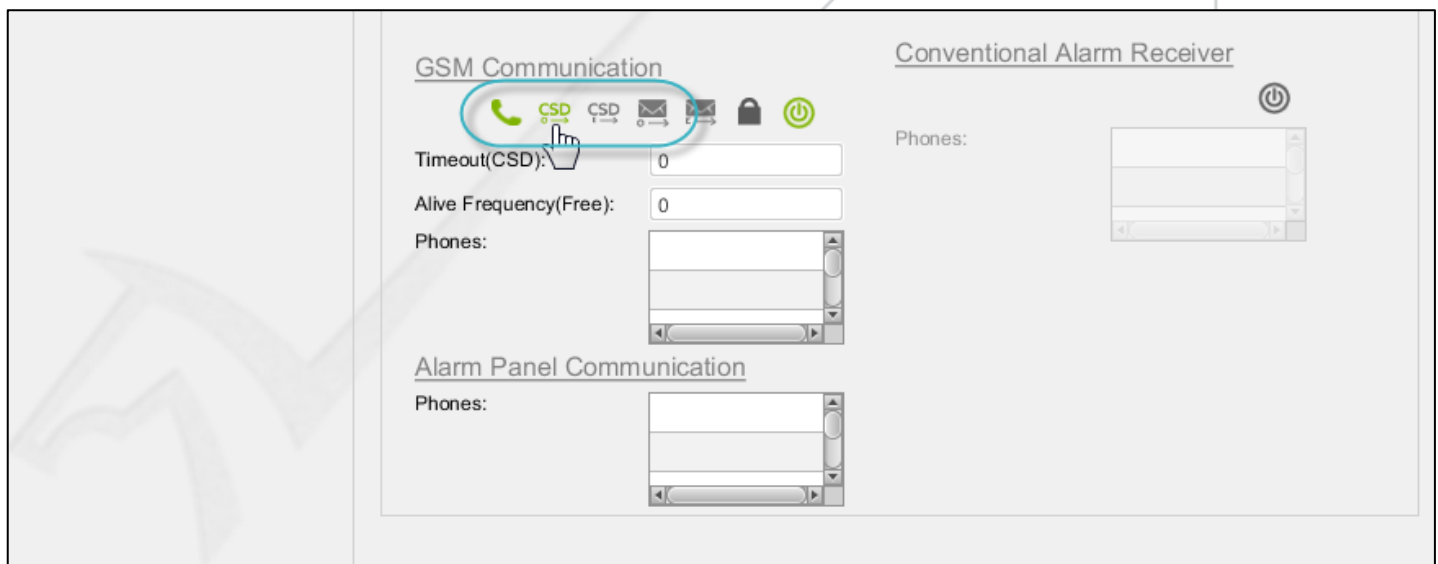 GSM Communication
CSD CSD
Timeout(CSD): 0
Alive Frequency(Free): 0
Phones:
Alarm Panel Communication
Phones:
Conventional Alarm Receiver
Phones: